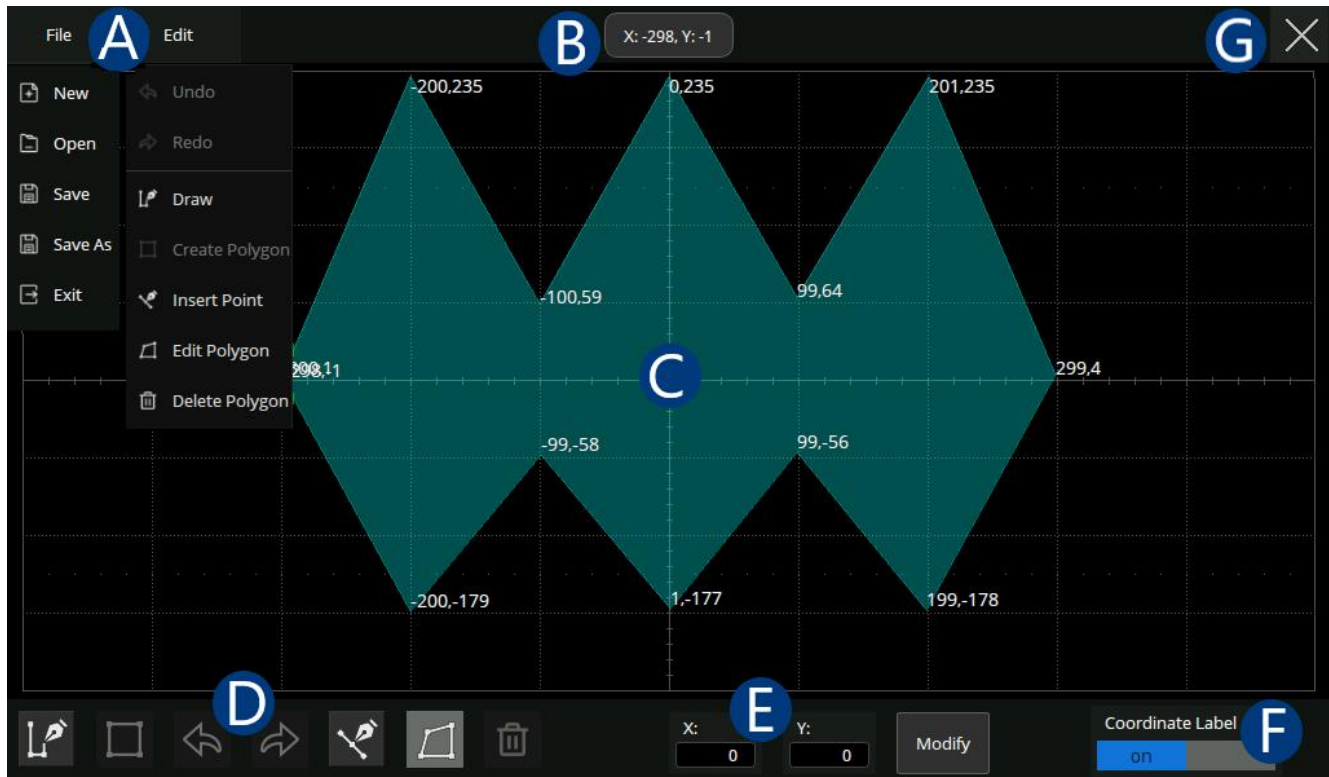 File A Edit B X: -298, Y: -1 G
New Undo -200,235 0,235 201,235
Open Redo
Save Draw
Save As Create Polygon
Exit Insert Point -100,59 99,64
Edit Polygon C 299,4
Delete Polygon
-99,-58 99,-56
-200,-179 1,-177 199,-178
D E F
X: Y: Modify Coordinate Label
0 0 on